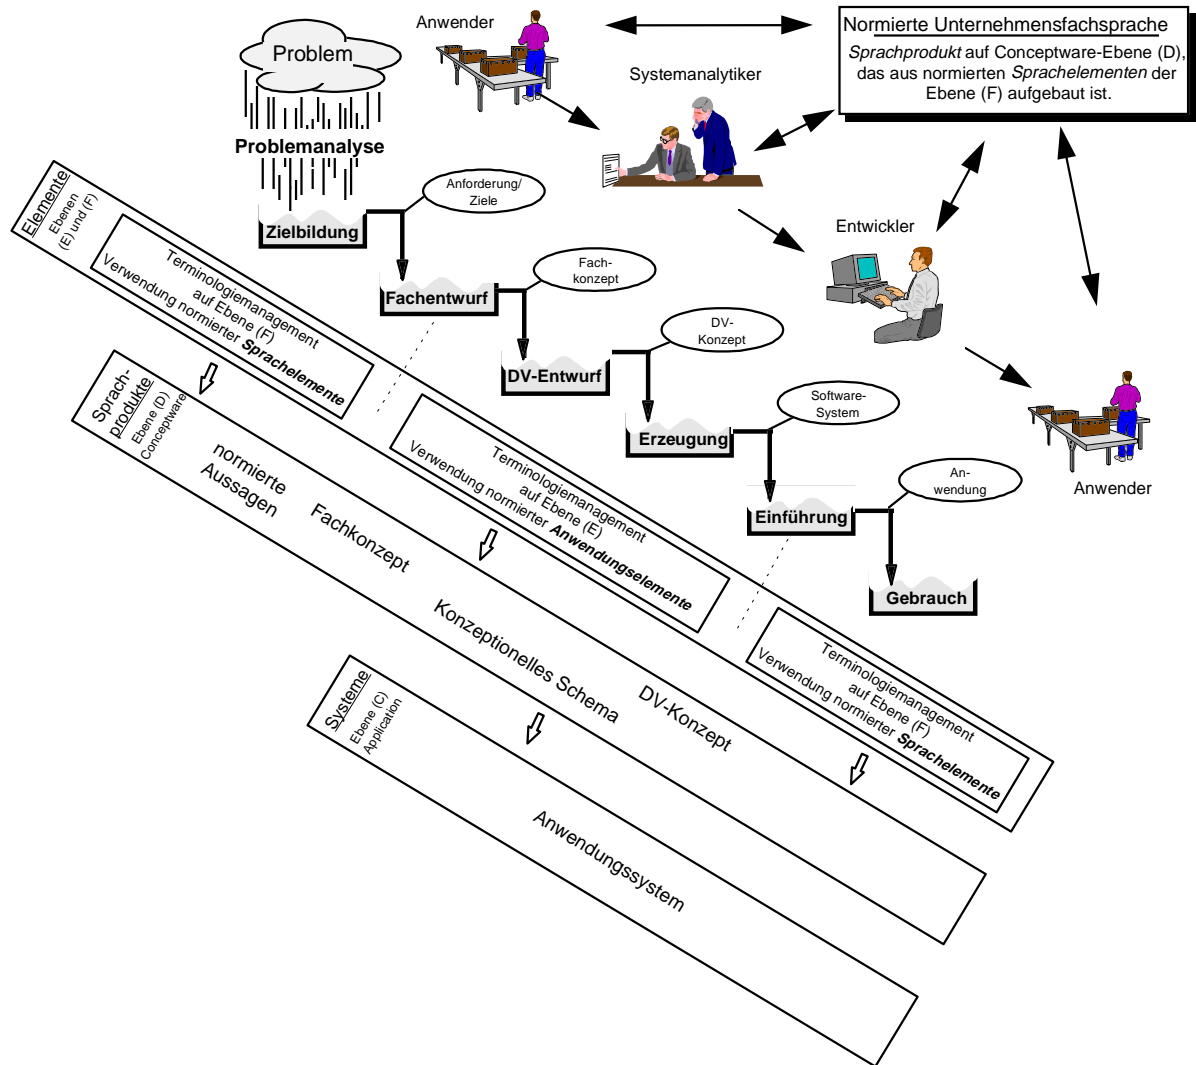 Anwender
Normierte Unternehmensfachsprache
Sprachprodukt auf Conceptware-Ebene (D),
das aus normierten Sprachelementen der
Ebene (F) aufgebaut ist.
Problem
Systemanalytiker
Problemanalyse
Anforderung/
Ziele
Zielbildung
Entwickler
Fach-
konzept
Fachentwurf
DV-
Konzept
DV-Entwurf
Software-
System
Erzeugung
Anwender
An-
wendung
Einführung
Gebrauch
Elemente
Ebenen
(E) und (F)
Terminologiemanagement
auf Ebene (F)
Verwendung normierter Sprachelemente
Terminologiemanagement
auf Ebene (E)
Verwendung normierter Anwendungselemente
Terminologiemanagement
auf Ebene (F)
Verwendung normierter Sprachelemente
Sprach-
produkte
Ebene (D)
Conceptware
normierte
Aussagen
Fachkonzept
Konzeptionelles Schema
DV-Konzept
Systeme
Ebene (C)
Application
Anwendungssystem